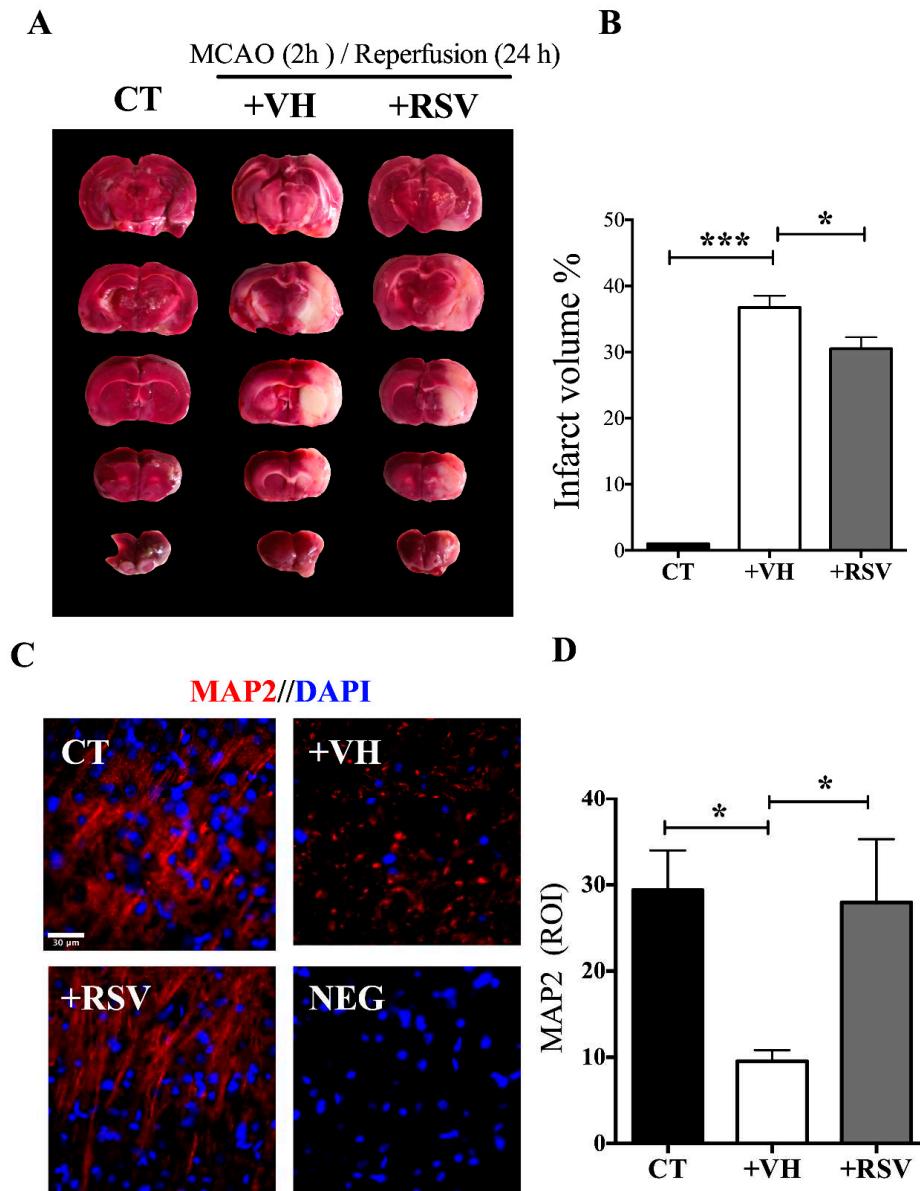 A
MCAO (2h ) / Reperfusion (24 h)
CT
+VH
+RSV
B
Infarct volume %
50
40
30
20
10
0
***
*
CT
+VH
+RSV
C
MAP2//DAPI
CT
30 µm
+VH
+RSV
NEG
D
MAP2 (ROI)
40
30
20
10
0
*
*
CT
+VH
+RSV